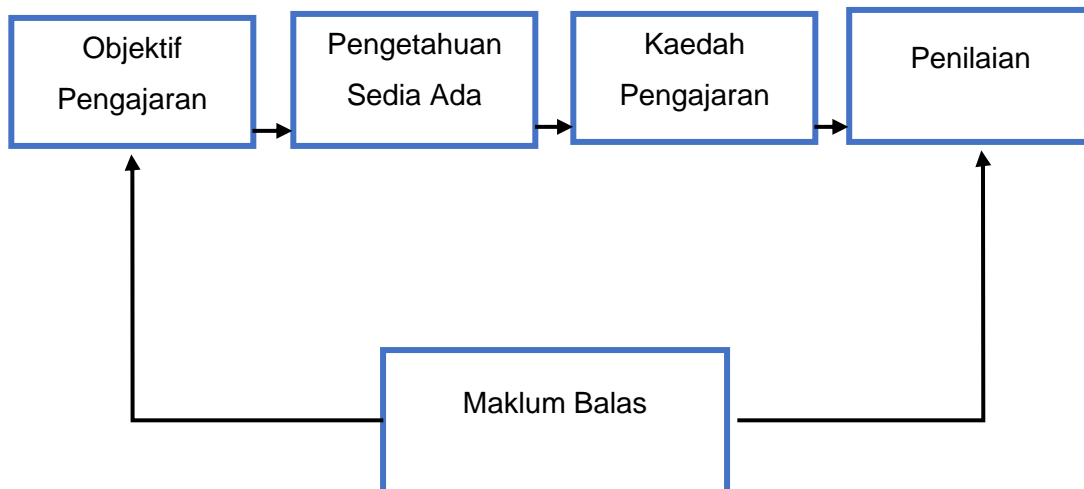 Objektif
Pengajaran
Pengetahuan
Sedia Ada
Kaedah
Pengajaran
Penilaian
Maklum Balas